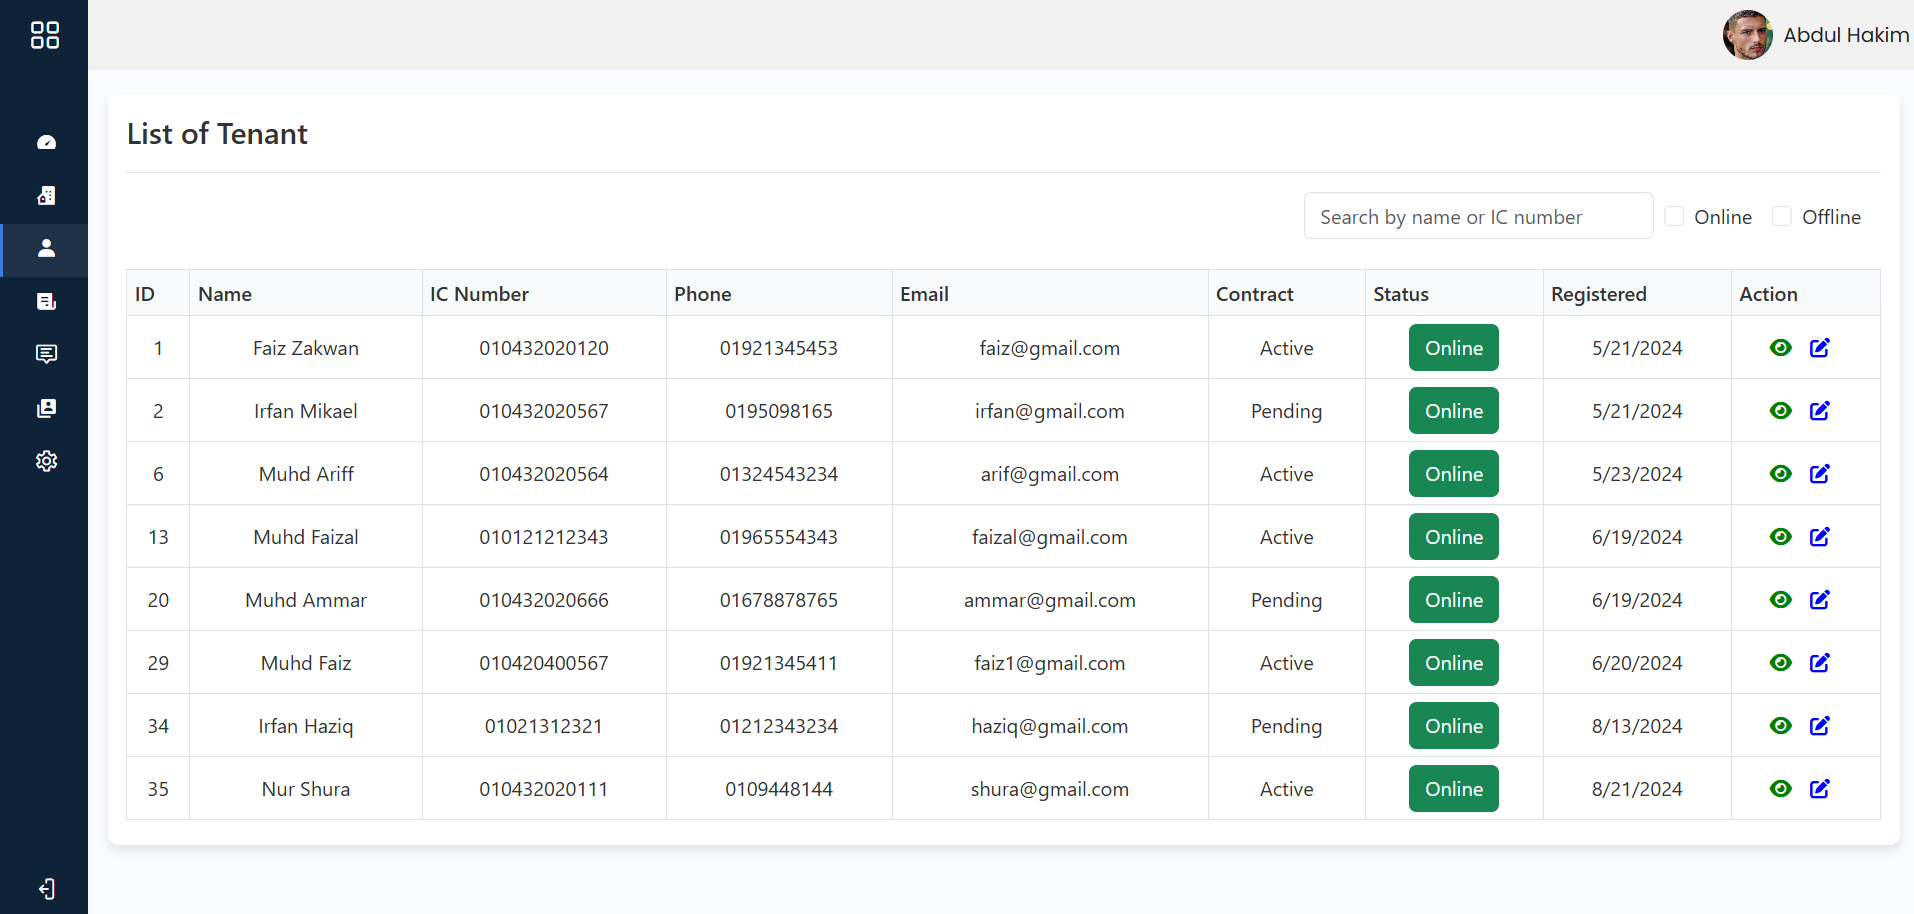 Abdul Hakim
List of Tenant
Search by name or IC number Online Offline
ID Name IC Number Phone Email Contract Status Registered Action
1 Faiz Zakwan 010432020120 01921345453 faiz@gmail.com Active Online 5/21/2024
2 Irfan Mikael 010432020567 0195098165 irfan@gmail.com Pending Online 5/21/2024
6 Muhd Ariff 010432020564 01324543234 arif@gmail.com Active Online 5/23/2024
13 Muhd Faizal 010121212343 01965554343 faizal@gmail.com Active Online 6/19/2024
20 Muhd Ammar 010432020666 01678878765 ammar@gmail.com Pending Online 6/19/2024
29 Muhd Faiz 010420400567 01921345411 faiz1@gmail.com Active Online 6/20/2024
34 Irfan Haziq 01021312321 01212343234 haziq@gmail.com Pending Online 8/13/2024
35 Nur Shura 010432020111 0109448144 shura@gmail.com Active Online 8/21/2024